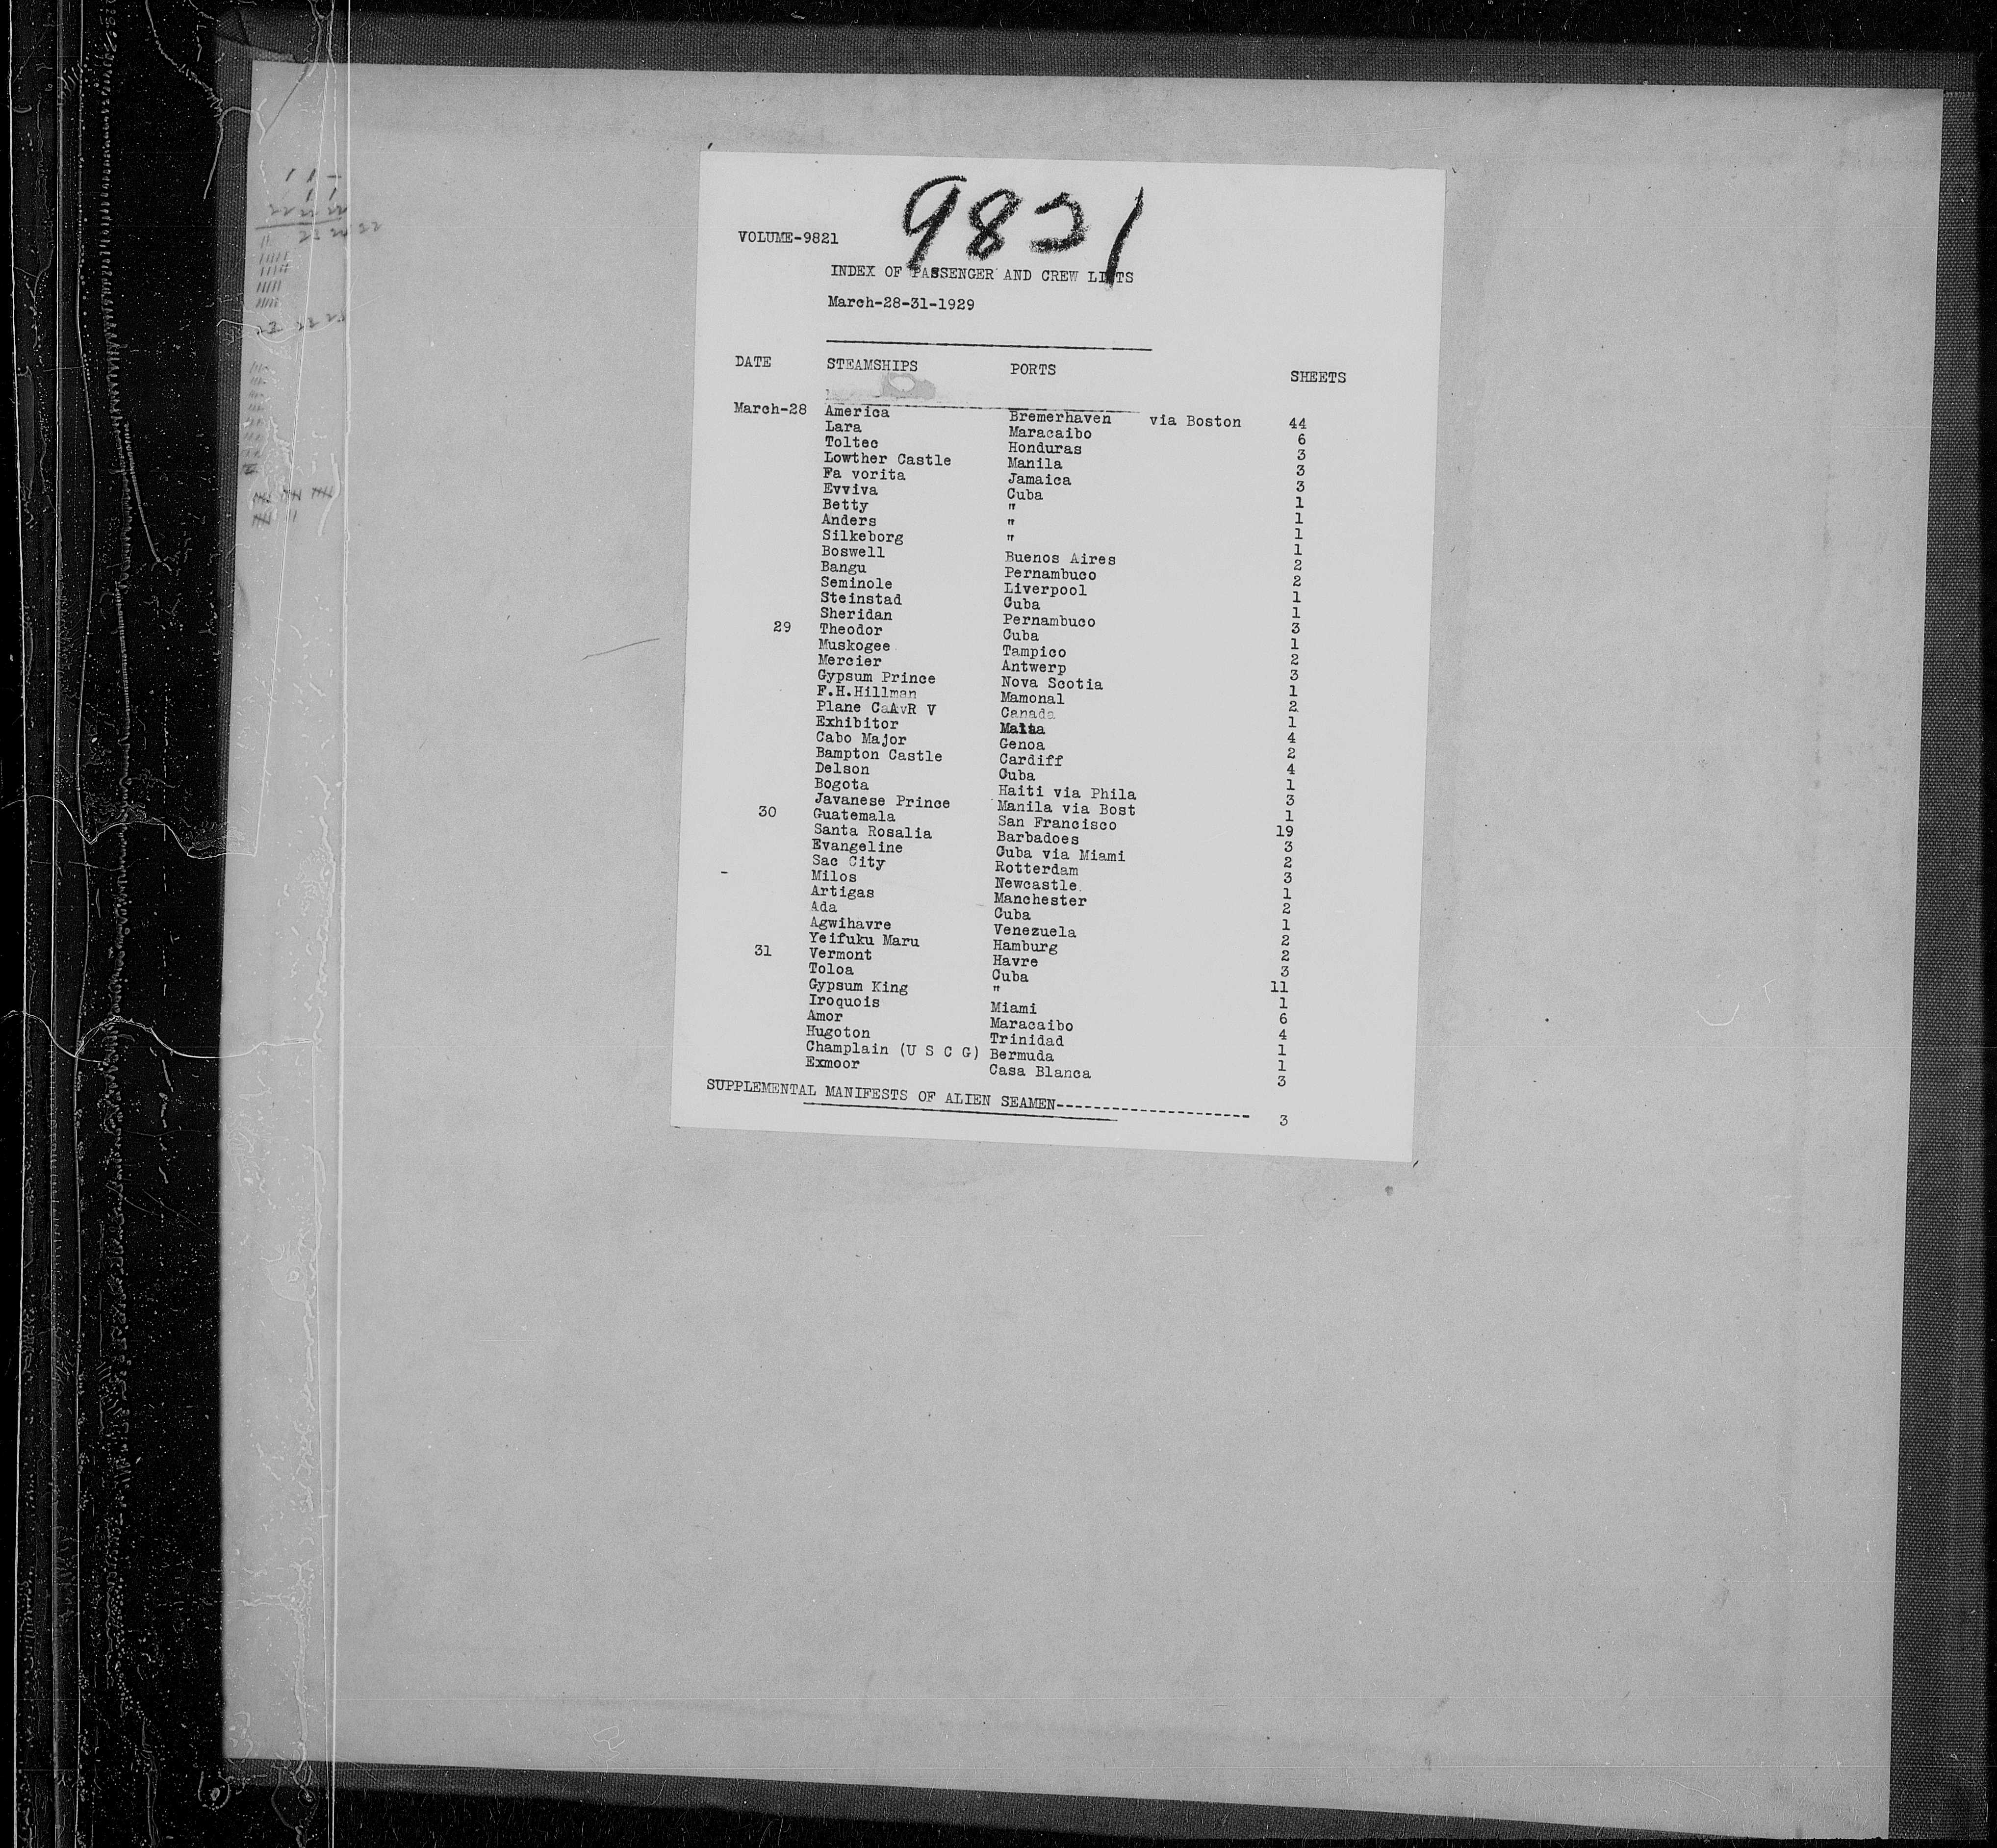 9821
VOLUME-9821
INDEX OF PASSENGER AND CREW LISTS
March-28-31-1929
DATE STEAMSHIPS PORTS SHEETS
March-28 America Bremerhaven via Boston 44
Lara Maracaibo 6
Toltec Honduras 3
Lowther Castle Manila 3
Fa vorita Jamaica 3
Evviva Cuba 1
Betty " 1
Anders " 1
Silkeborg " 1
Boswell Buenos Aires 2
Bangu Pernambuco 2
Seminole Liverpool 1
Steinstad Cuba 1
Sheridan Pernambuco 3
29 Theodor Cuba 1
Muskogee Tampico 2
Mercier Antwerp 3
Gypsum Prince Nova Scotia 1
F.H.Hillman Mamonal 2
Plane CaAvR V Canada 1
Exhibitor Malta 4
Cabo Major Genoa 2
Bampton Castle Cardiff 4
Delson Cuba 1
Bogota Haiti via Phila 3
Javanese Prince Manila via Bost 1
30 Guatemala San Francisco 19
Santa Rosalia Barbadoes 3
Evangeline Cuba via Miami 2
Sac City Rotterdam 3
Milos Newcastle. 1
Artigas Manchester 2
Ada Cuba 1
Agwihavre Venezuela 2
Yeifuku Maru Hamburg 2
31 Vermont Havre 3
Toloa Cuba 11
Gypsum King " 1
Iroquois Miami 6
Amor Maracaibo 4
Hugoton Trinidad 1
Champlain (U S C G) Bermuda 1
Exmoor Casa Blanca 3
SUPPLEMENTAL MANIFESTS OF ALIEN SEAMEN--------------------- 3